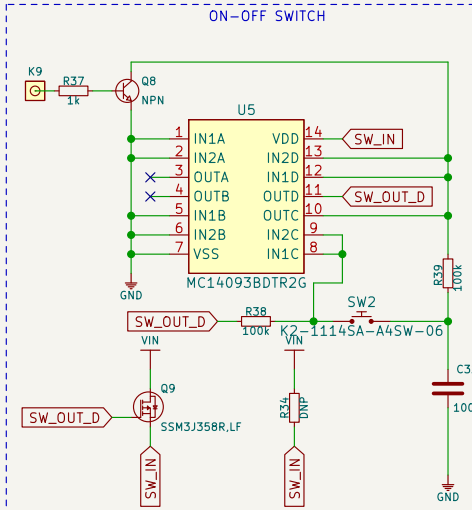 ON-OFF SWITCH
K9
R37
1k
Q8
NPN
U5
1 IN1A VDD 14 SW_IN
2 IN2A IN2D 13
3 OUTA IN1D 12
4 OUTB OUTD 11 SW_OUT_D
5 IN1B OUTC 10
6 IN2B IN2C 9
7 VSS IN1C 8
GND
MC14093BDTR2G
R39
100k
SW_OUT_D
R38
100k
SW2
K2-1114SA-A4SW-06
VIN
VIN
Q9
SSM3J358R,LF
SW_OUT_D
R34
DNP
C3
100
SW_IN
SW_IN
GND